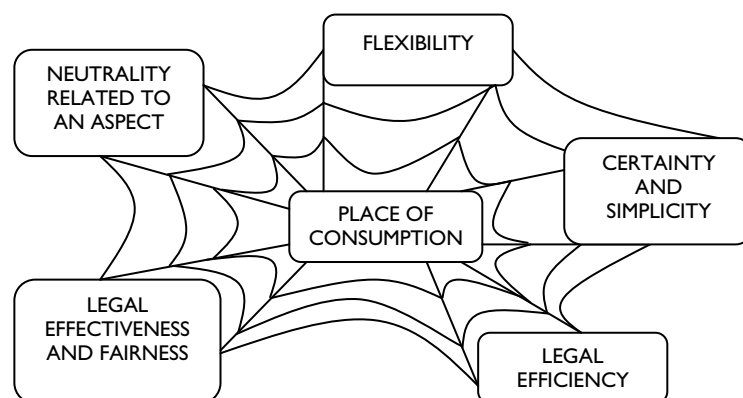 FLEXIBILITY
NEUTRALITY
RELATED TO
AN ASPECT
CERTAINTY
AND
SIMPLICITY
PLACE OF
CONSUMPTION
LEGAL
EFFECTIVENESS
AND FAIRNESS
LEGAL
EFFICIENCY